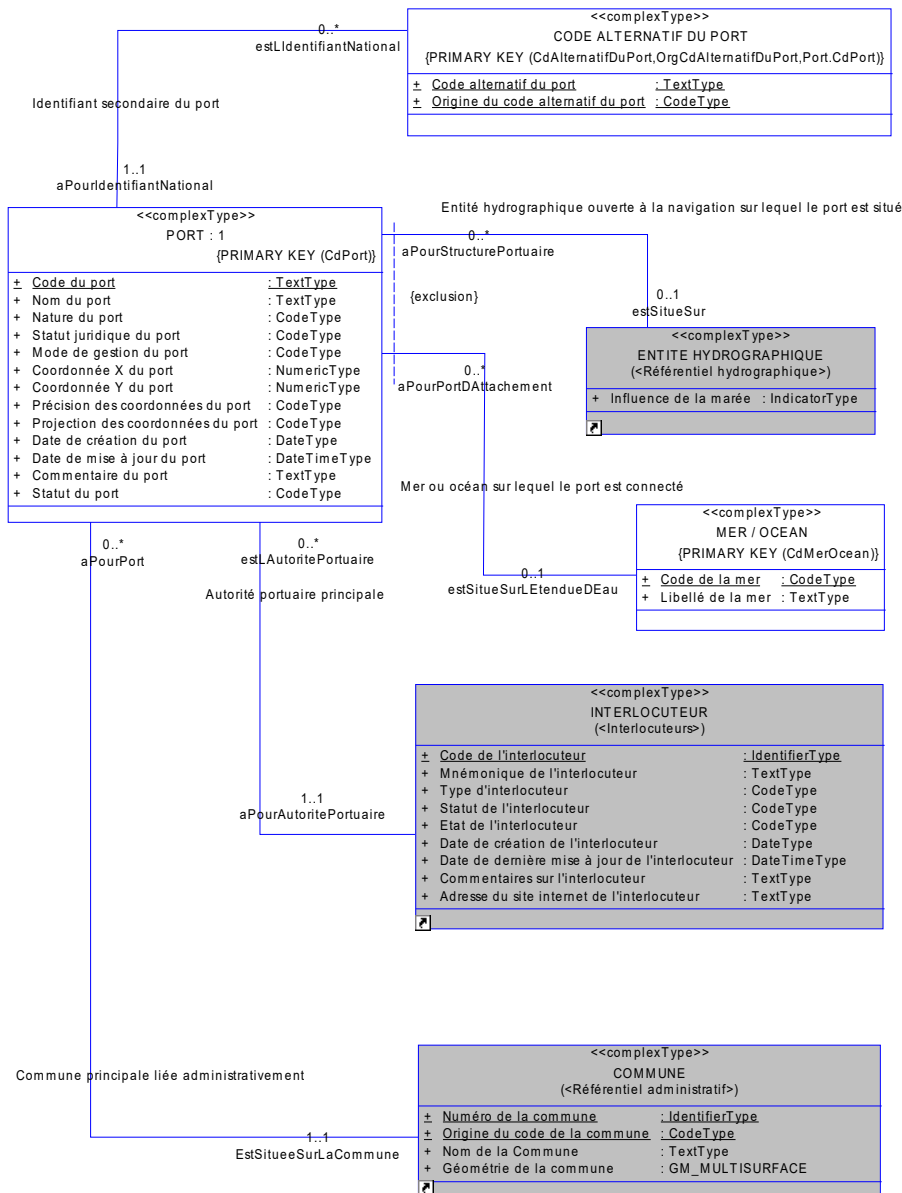 <<complexType>>
CODE ALTERNATIF DU PORT
{PRIMARY KEY (CdAlternatifDuPort,OrgCdAlternatifDuPort,Port.CdPort)}
+ Code alternatif du port : TextType
+ Origine du code alternatif du port : CodeType
0..*
estLIdentifiantNational
Identifiant secondaire du port
1..1
aPourIdentifiantNational
<<complexType>>
PORT : 1
{PRIMARY KEY (CdPort)}
+ Code du port : TextType
+ Nom du port : TextType
+ Nature du port : CodeType
+ Statut juridique du port : CodeType
+ Mode de gestion du port : CodeType
+ Coordonnée X du port : NumericType
+ Coordonnée Y du port : NumericType
+ Précision des coordonnées du port : CodeType
+ Projection des coordonnées du port : CodeType
+ Date de création du port : DateType
+ Date de mise à jour du port : DateTimeType
+ Commentaire du port : TextType
+ Statut du port : CodeType
Entité hydrographique ouverte à la navigation sur lequel le port est situé
0..*
aPourStructurePortuaire
{exclusion}
0..1
estSitueSur
<<complexType>>
ENTITE HYDROGRAPHIQUE
(<Référentiel hydrographique>)
+ Influence de la marée : IndicatorType
0..*
aPourPortDAttachement
Mer ou océan sur lequel le port est connecté
0..1
estSitueSurLEtendueDEau
<<complexType>>
MER / OCEAN
{PRIMARY KEY (CdMerOcean)}
+ Code de la mer : CodeType
+ Libellé de la mer : TextType
0..*
aPourPort
0..*
estLAutoritePortuaire
Autorité portuaire principale
1..1
aPourAutoritePortuaire
<<complexType>>
INTERLOCUTEUR
(<Interlocuteurs>)
+ Code de l'interlocuteur : IdentifierType
+ Mnémonique de l'interlocuteur : TextType
+ Type d'interlocuteur : CodeType
+ Statut de l'interlocuteur : CodeType
+ Etat de l'interlocuteur : CodeType
+ Date de création de l'interlocuteur : DateType
+ Date de dernière mise à jour de l'interlocuteur : DateTimeType
+ Commentaires sur l'interlocuteur : TextType
+ Adresse du site internet de l'interlocuteur : TextType
Commune principale liée administrativement
1..1
EstSitueeSurLaCommune
<<complexType>>
COMMUNE
(<Référentiel administratif>)
+ Numéro de la commune : IdentifierType
+ Origine du code de la commune : CodeType
+ Nom de la Commune : TextType
+ Géométrie de la commune : GM_MULTISURFACE